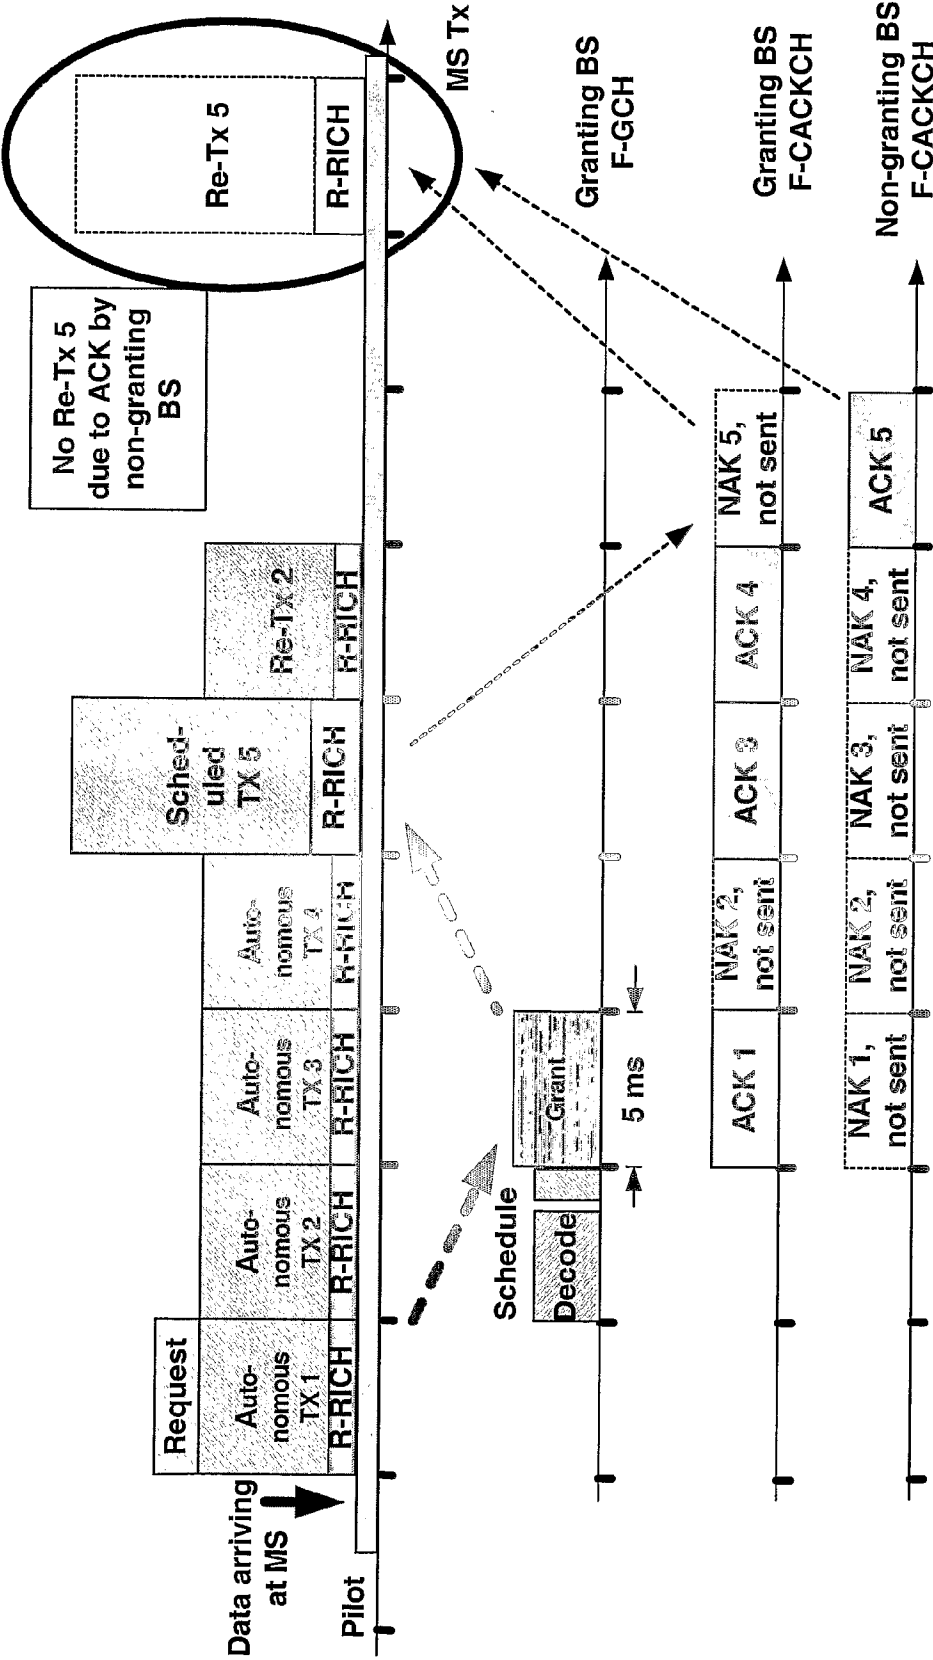 Data arriving
at MS
Pilot
Request
Auto-
nomous
TX 1
R-RICH
Auto-
nomous
TX 2
R-RICH
Auto-
nomous
TX 3
R-RICH
Auto-
nomous
TX 4
R-RICH
Sched-
uled
TX 5
R-RICH
Re-Tx 2
R-RICH
No Re-Tx 5
due to ACK by
non-granting
BS
Re-Tx 5
R-RICH
MS Tx
Schedule
Decode
Grant
5 ms
Granting BS
F-GCH
ACK 1
NAK 2,
not sent
ACK 3
ACK 4
NAK 5,
not sent
Granting BS
F-CACKCH
NAK 1,
not sent
NAK 2,
not sent
NAK 3,
not sent
NAK 4,
not sent
ACK 5
Non-granting BS
F-CACKCH